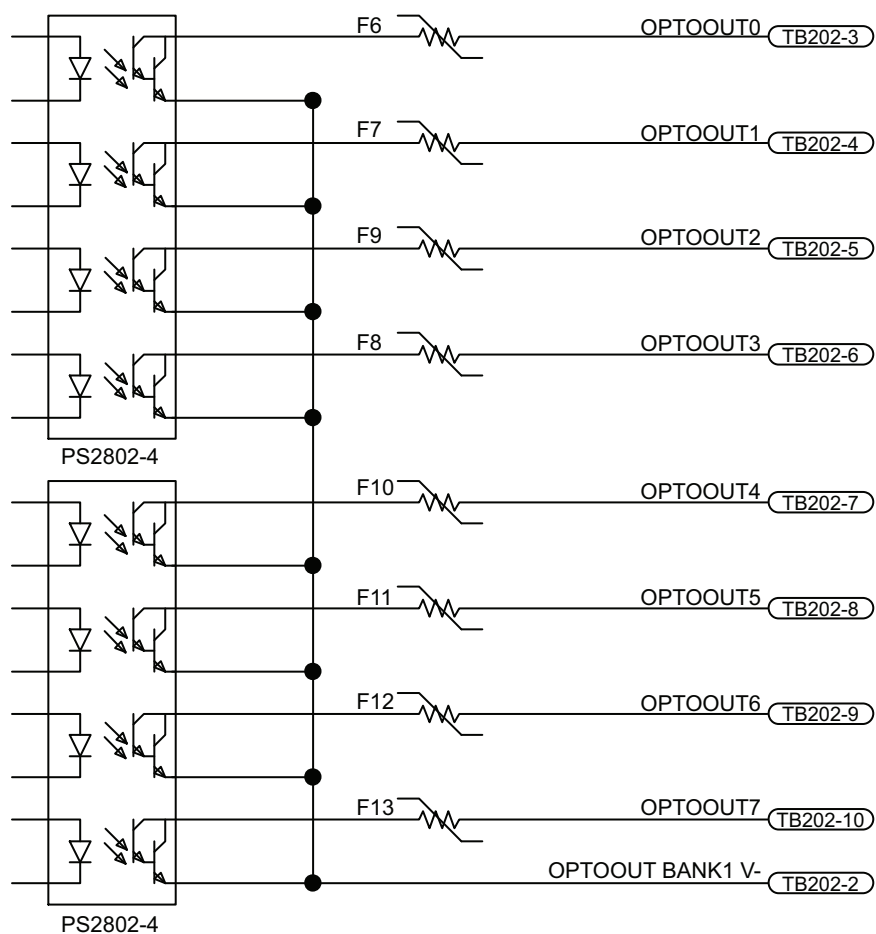 F6 OPTOOUT0 TB202-3
F7 OPTOOUT1 TB202-4
F9 OPTOOUT2 TB202-5
F8 OPTOOUT3 TB202-6
PS2802-4
F10 OPTOOUT4 TB202-7
F11 OPTOOUT5 TB202-8
F12 OPTOOUT6 TB202-9
F13 OPTOOUT7 TB202-10
OPTOOUT BANK1 V- TB202-2
PS2802-4